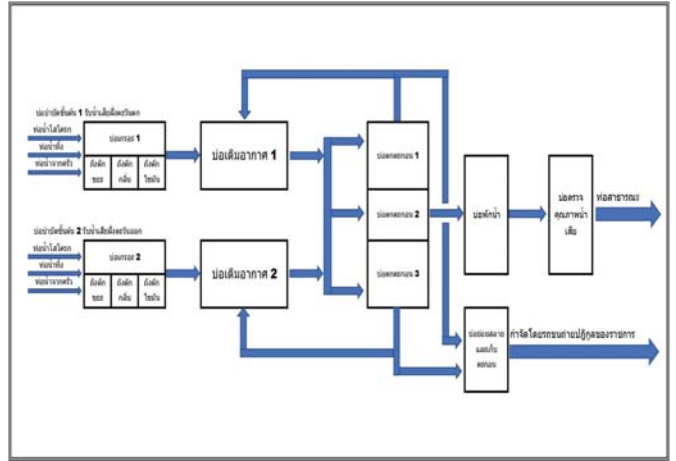 บ่อบำบัดขั้นต้น 1 รับน้ำเสียฝั่งตะวันตก
ท่อน้ำโสโครก
ท่อน้ำทิ้ง
ท่อน้ำจากครัว
บ่อเกรอะ 1
ถังดัก
ขยะ
ถังดัก
กลิ่น
ถังดัก
ไขมัน
บ่อเติมอากาศ 1
บ่อบำบัดขั้นต้น 2 รับน้ำเสียฝั่งตะวันออก
ท่อน้ำโสโครก
ท่อน้ำทิ้ง
ท่อน้ำจากครัว
บ่อเกรอะ 2
ถังดัก
ขยะ
ถังดัก
กลิ่น
ถังดัก
ไขมัน
บ่อเติมอากาศ 2
บ่อตกตะกอน 1
บ่อตกตะกอน 2
บ่อตกตะกอน 3
บ่อพักน้ำ
บ่อตรวจ
คุณภาพน้ำ
เสีย
ท่อสาธารณะ
บ่อย่อยสลาย
และเก็บ
ตะกอน
กำจัดโดยรถขนถ่ายปฏิกูลของราชการ